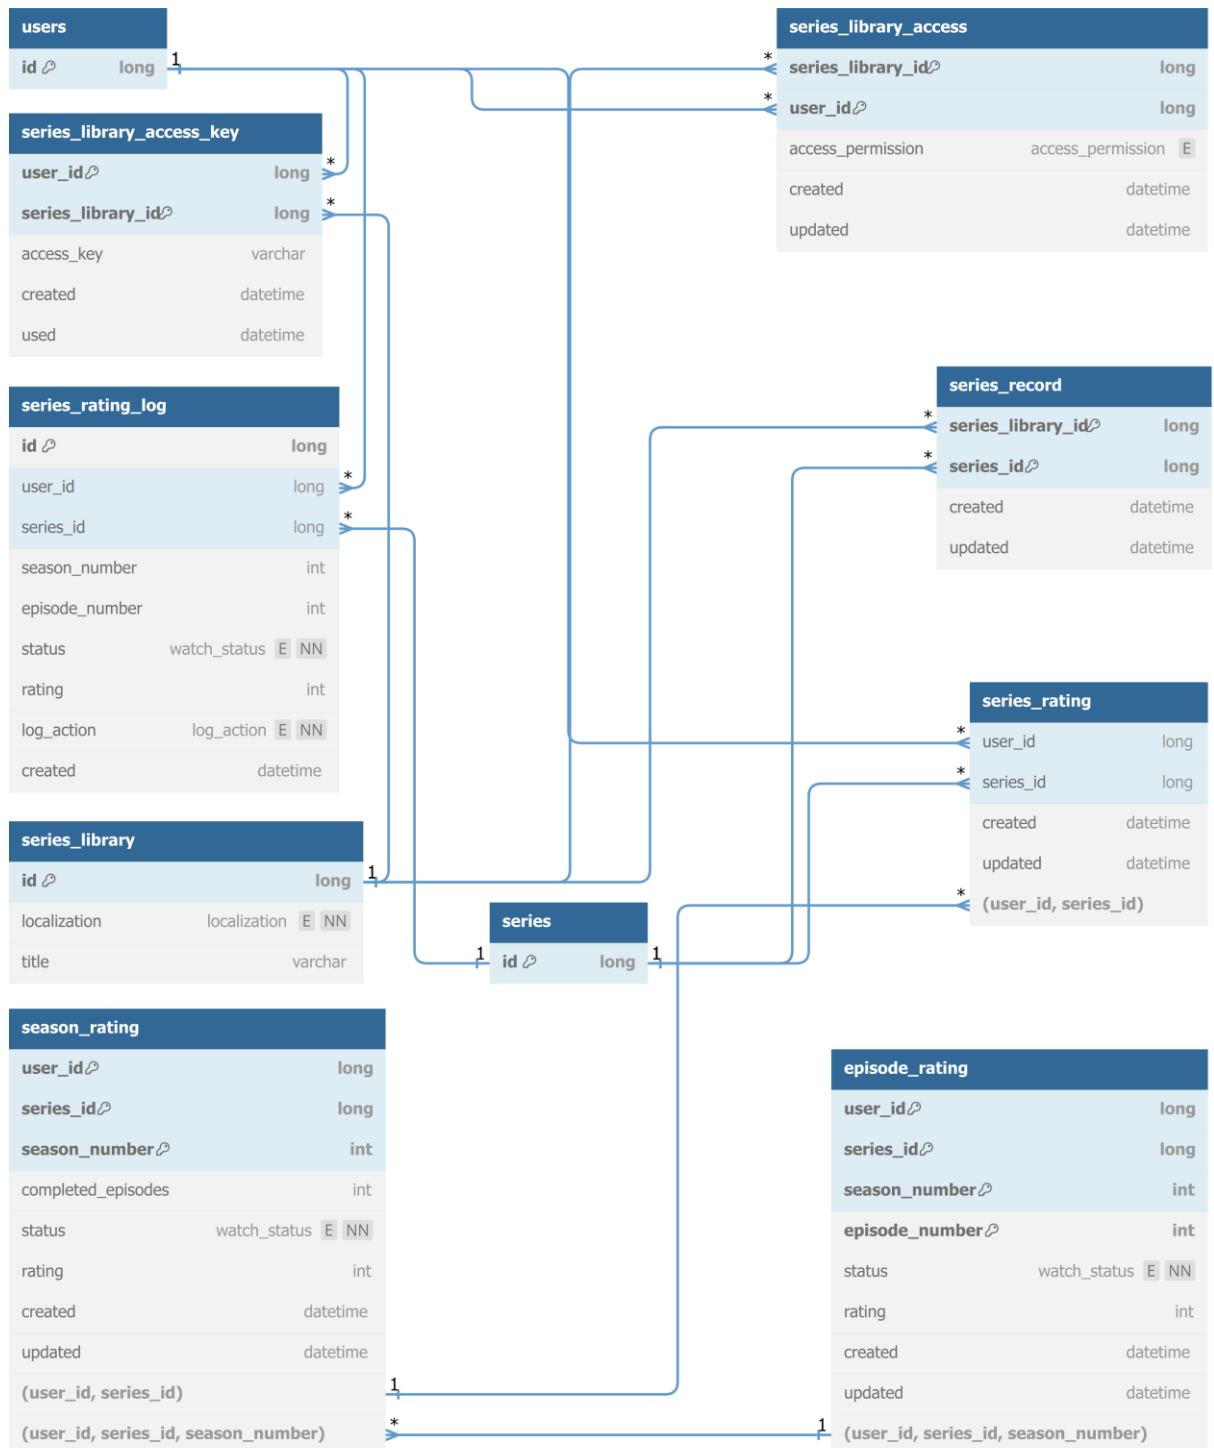 users
id long
1
series_library_access_key
user_id long
*
series_library_id long
*
access_key varchar
created datetime
used datetime
series_rating_log
id long
user_id long
*
series_id long
*
season_number int
episode_number int
status watch_status E NN
rating int
log_action log_action E NN
created datetime
series_library
id long
1
localization localization E NN
title varchar
series
1
id long
1
season_rating
user_id long
series_id long
season_number int
completed_episodes int
status watch_status E NN
rating int
created datetime
updated datetime
(user_id, series_id)
1
(user_id, series_id, season_number)
*
series_library_access
*
series_library_id long
*
user_id long
access_permission access_permission E
created datetime
updated datetime
series_record
*
series_library_id long
*
series_id long
created datetime
updated datetime
series_rating
*
user_id long
*
series_id long
created datetime
updated datetime
*
(user_id, series_id)
episode_rating
user_id long
series_id long
season_number int
episode_number int
status watch_status E NN
rating int
created datetime
updated datetime
1
(user_id, series_id, season_number)